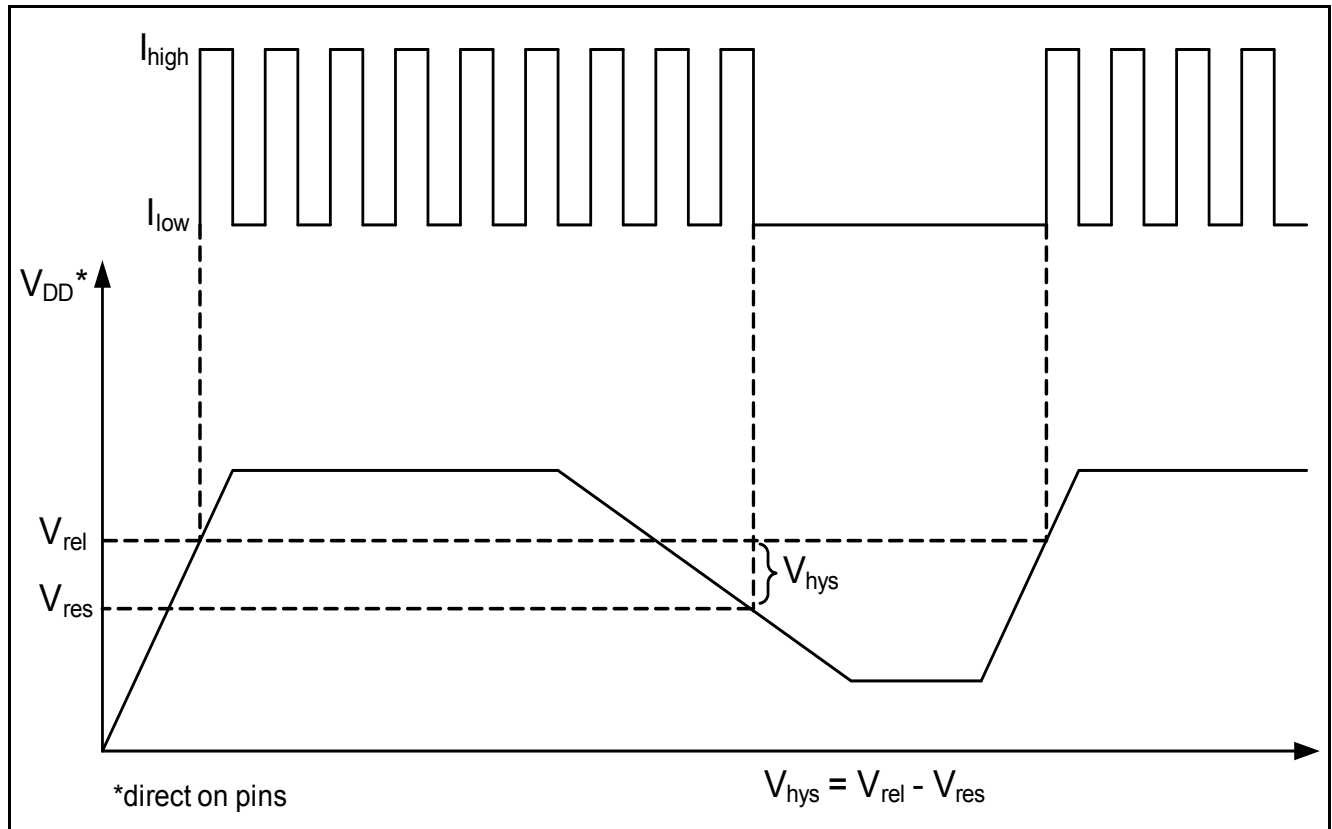 I_high
I_low
V_DD*
V_rel
V_hys
V_res
*direct on pins
V_hys = V_rel - V_res